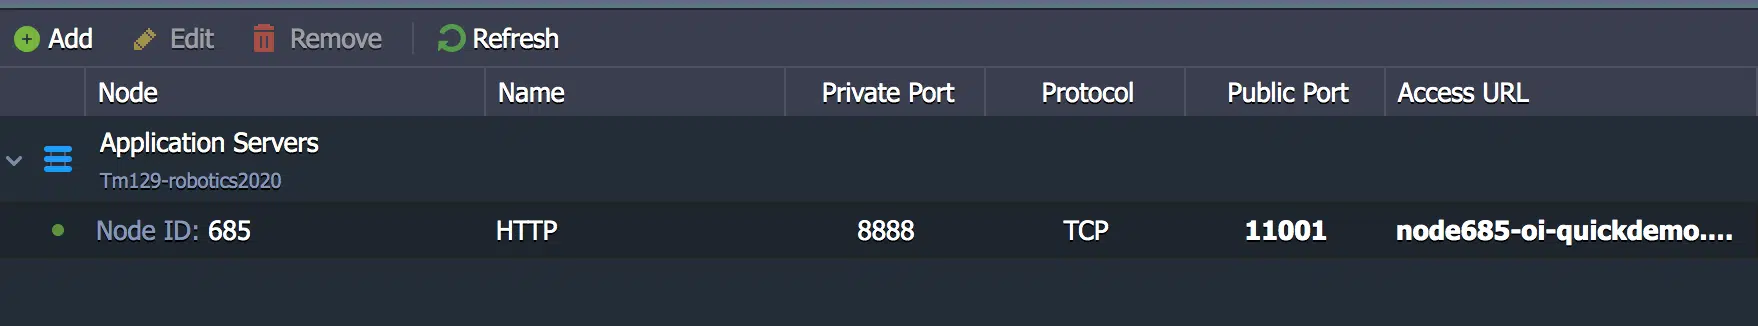 Add Edit Remove Refresh
Node Name Private Port Protocol Public Port Access URL
Application Servers
Tm129-robotics2020
Node ID: 685 HTTP 8888 TCP 11001 node685-oi-quickdemo....